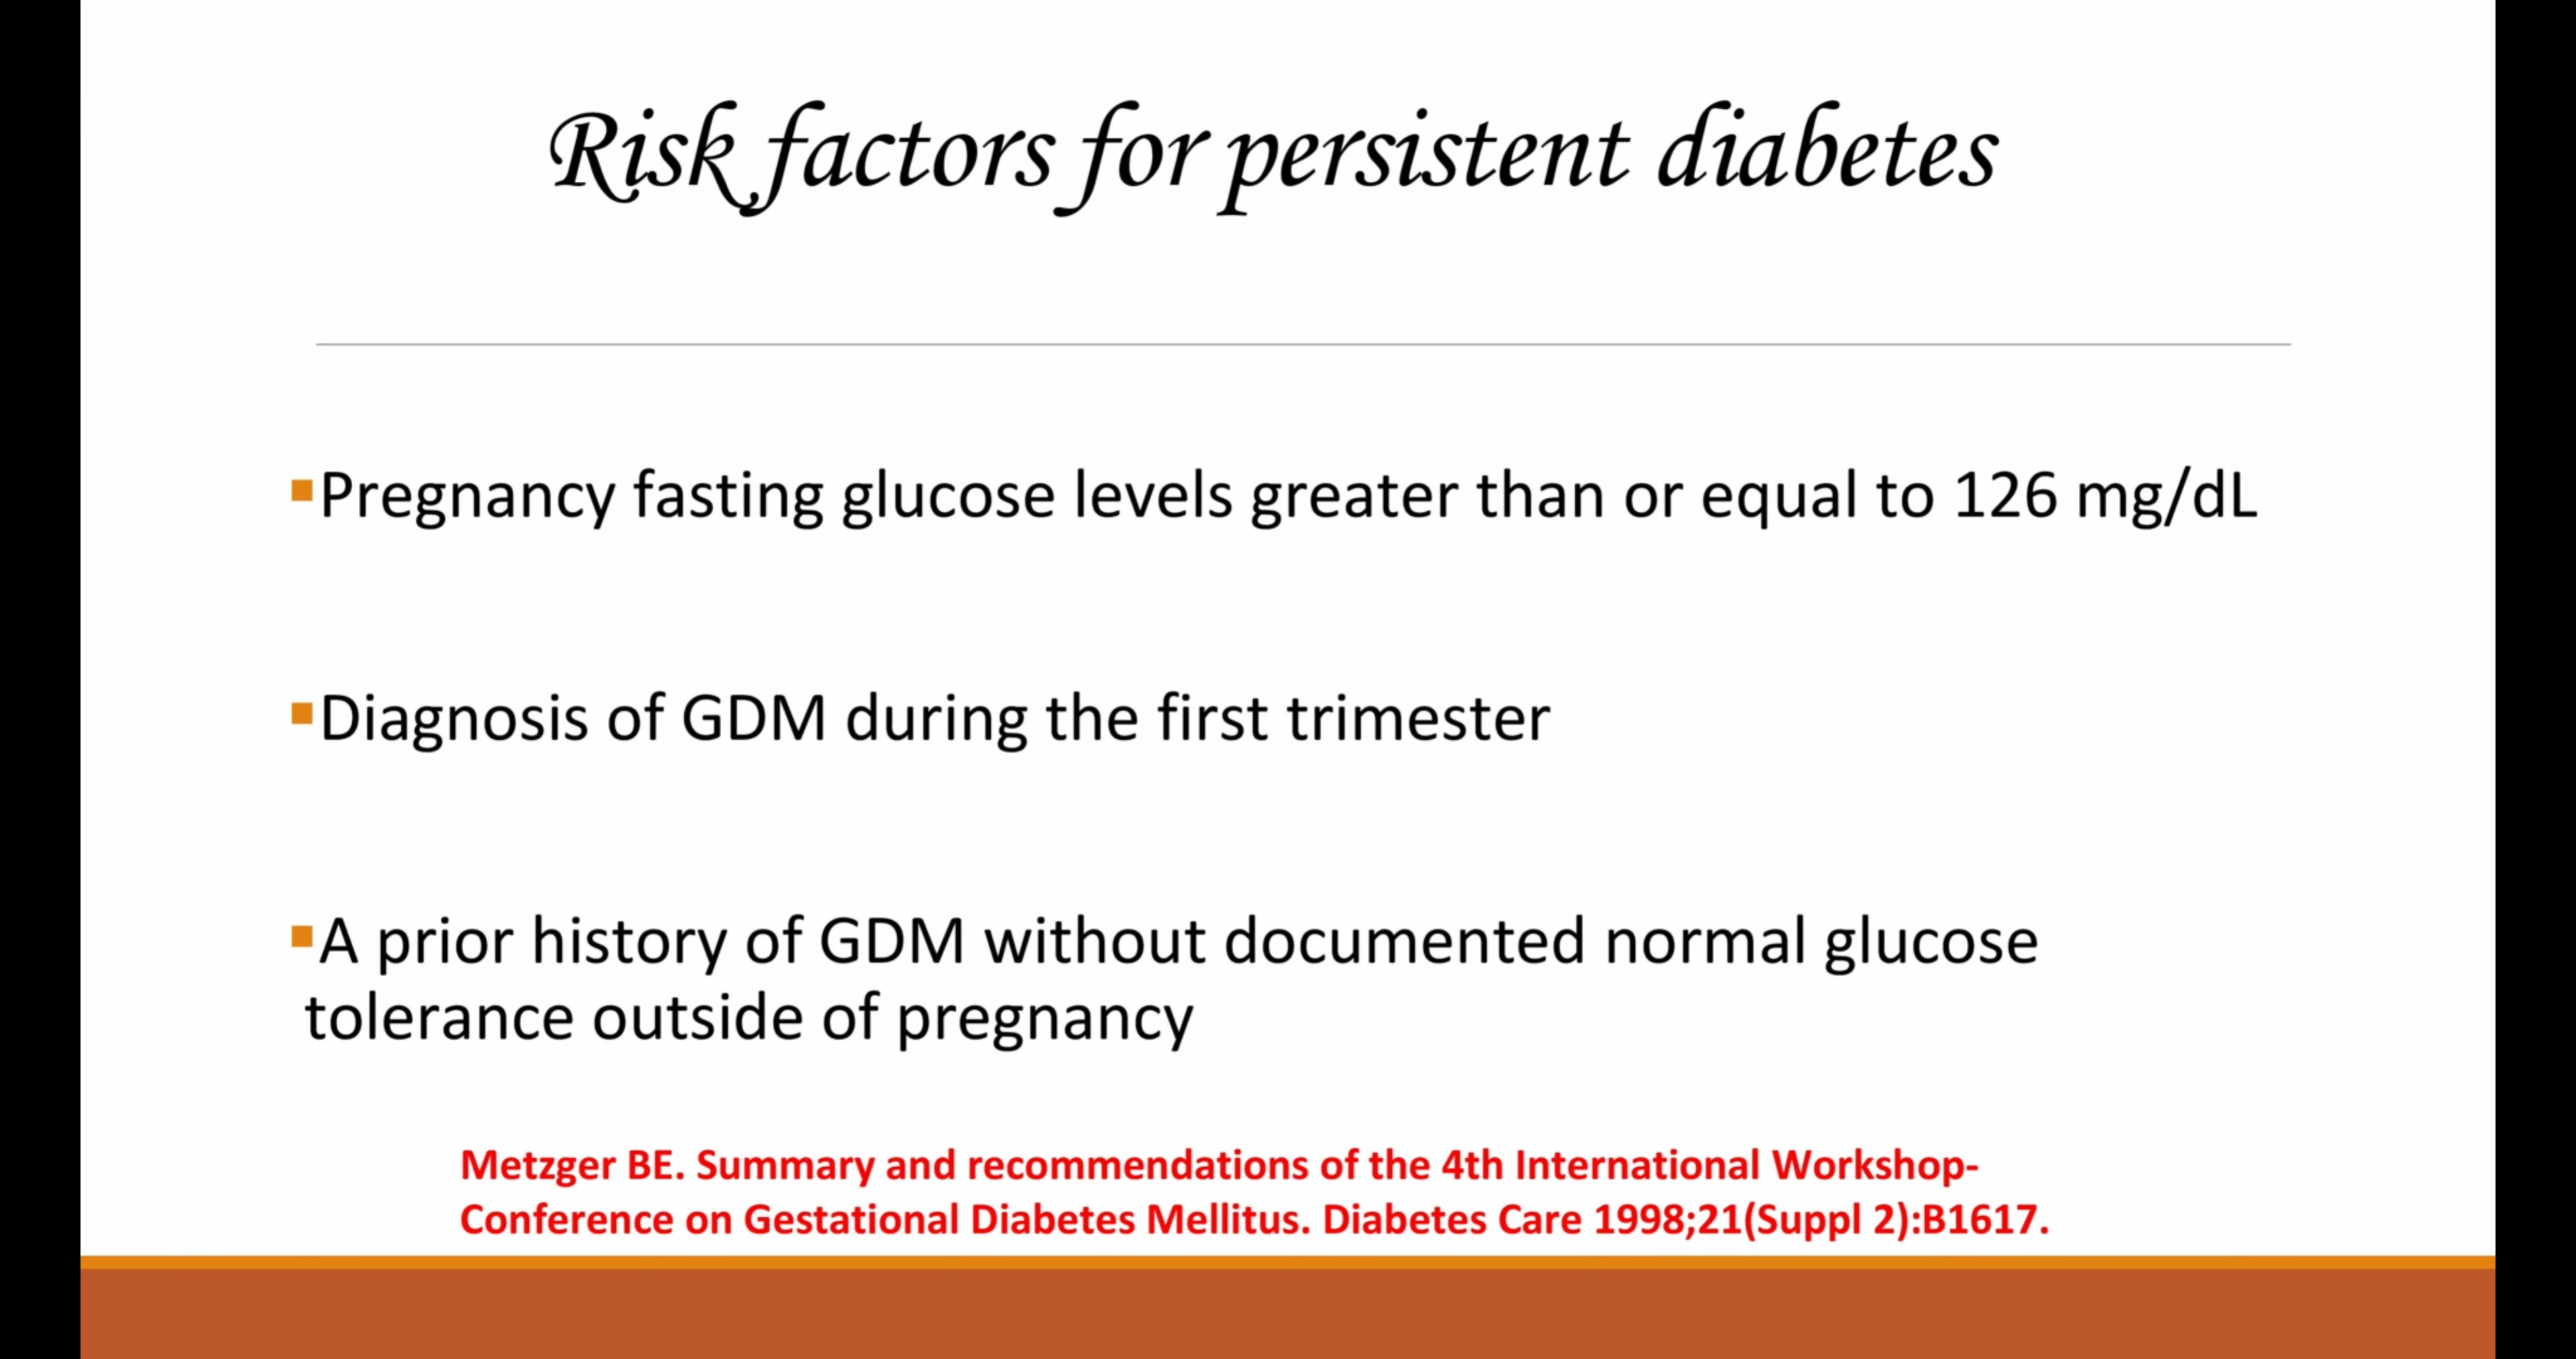 Risk factors for persistent diabetes
▪Pregnancy fasting glucose levels greater than or equal to 126 mg/dL
▪Diagnosis of GDM during the first trimester
▪A prior history of GDM without documented normal glucose
tolerance outside of pregnancy
Metzger BE. Summary and recommendations of the 4th International Workshop-
Conference on Gestational Diabetes Mellitus. Diabetes Care 1998;21(Suppl 2):B1617.